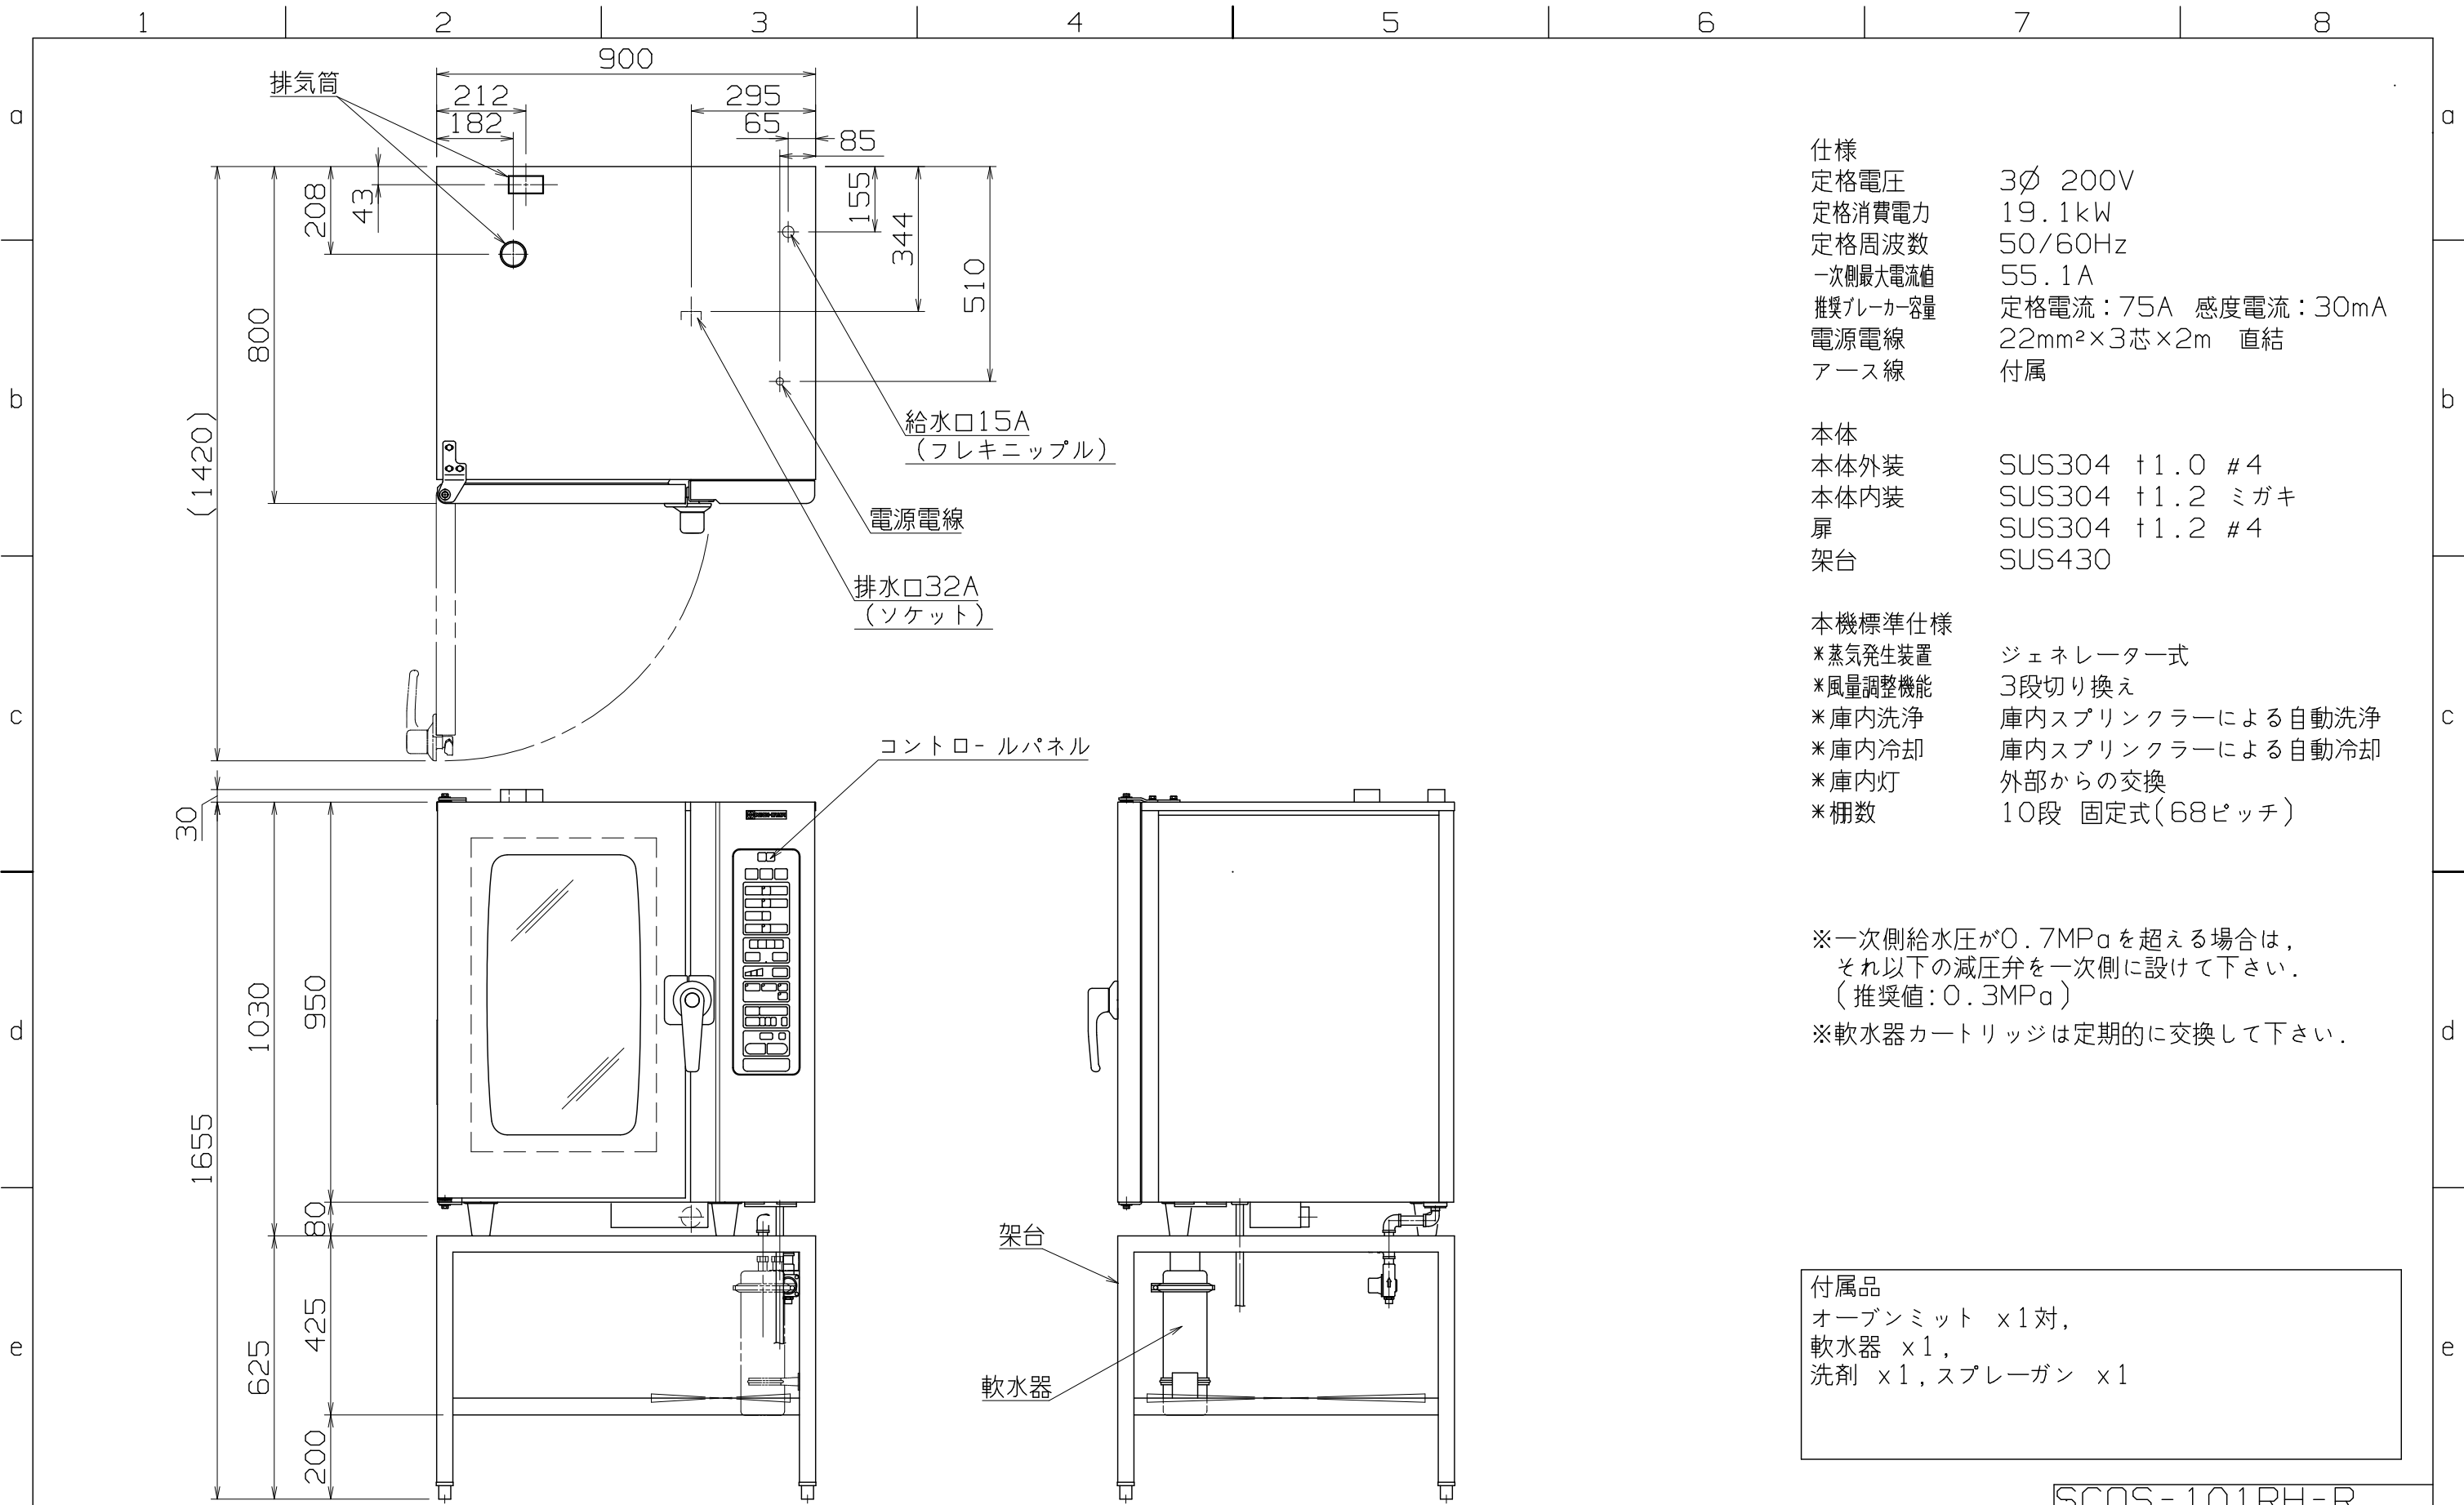 1 2 3 4 5 6 7 8
a
b
c
d
e
a
b
c
d
e
900
排気筒
212
295
182
65
85
208
43
155
344
510
800
(1420)
給水口15A
(フレキニップル)
電源電線
排水口32A
(ソケット)
コントロールパネル
30
1030
950
1655
80
625
425
200
架台
軟水器
仕様
定格電圧 3Ø 200V
定格消費電力 19.1kW
定格周波数 50/60Hz
一次側最大電流値 55.1A
推奨ブレーカー容量 定格電流:75A 感度電流:30mA
電源電線 22mm²×3芯×2m 直結
アース線 付属
本体
本体外装 SUS304 t1.0 #4
本体内装 SUS304 t1.2 ミガキ
扉 SUS304 t1.2 #4
架台 SUS430
本機標準仕様
*蒸気発生装置 ジェネレーター式
*風量調整機能 3段切り換え
*庫内洗浄 庫内スプリンクラーによる自動洗浄
*庫内冷却 庫内スプリンクラーによる自動冷却
*庫内灯 外部からの交換
*棚数 10段 固定式(68ピッチ)
※一次側給水圧が0.7MPaを超える場合は,
それ以下の減圧弁を一次側に設けて下さい.
(推奨値:0.3MPa)
※軟水器カートリッジは定期的に交換して下さい.
付属品
オーブンミット x1対,
軟水器 x1,
洗剤 x1,スプレーガン x1
SCOS-101RH-R